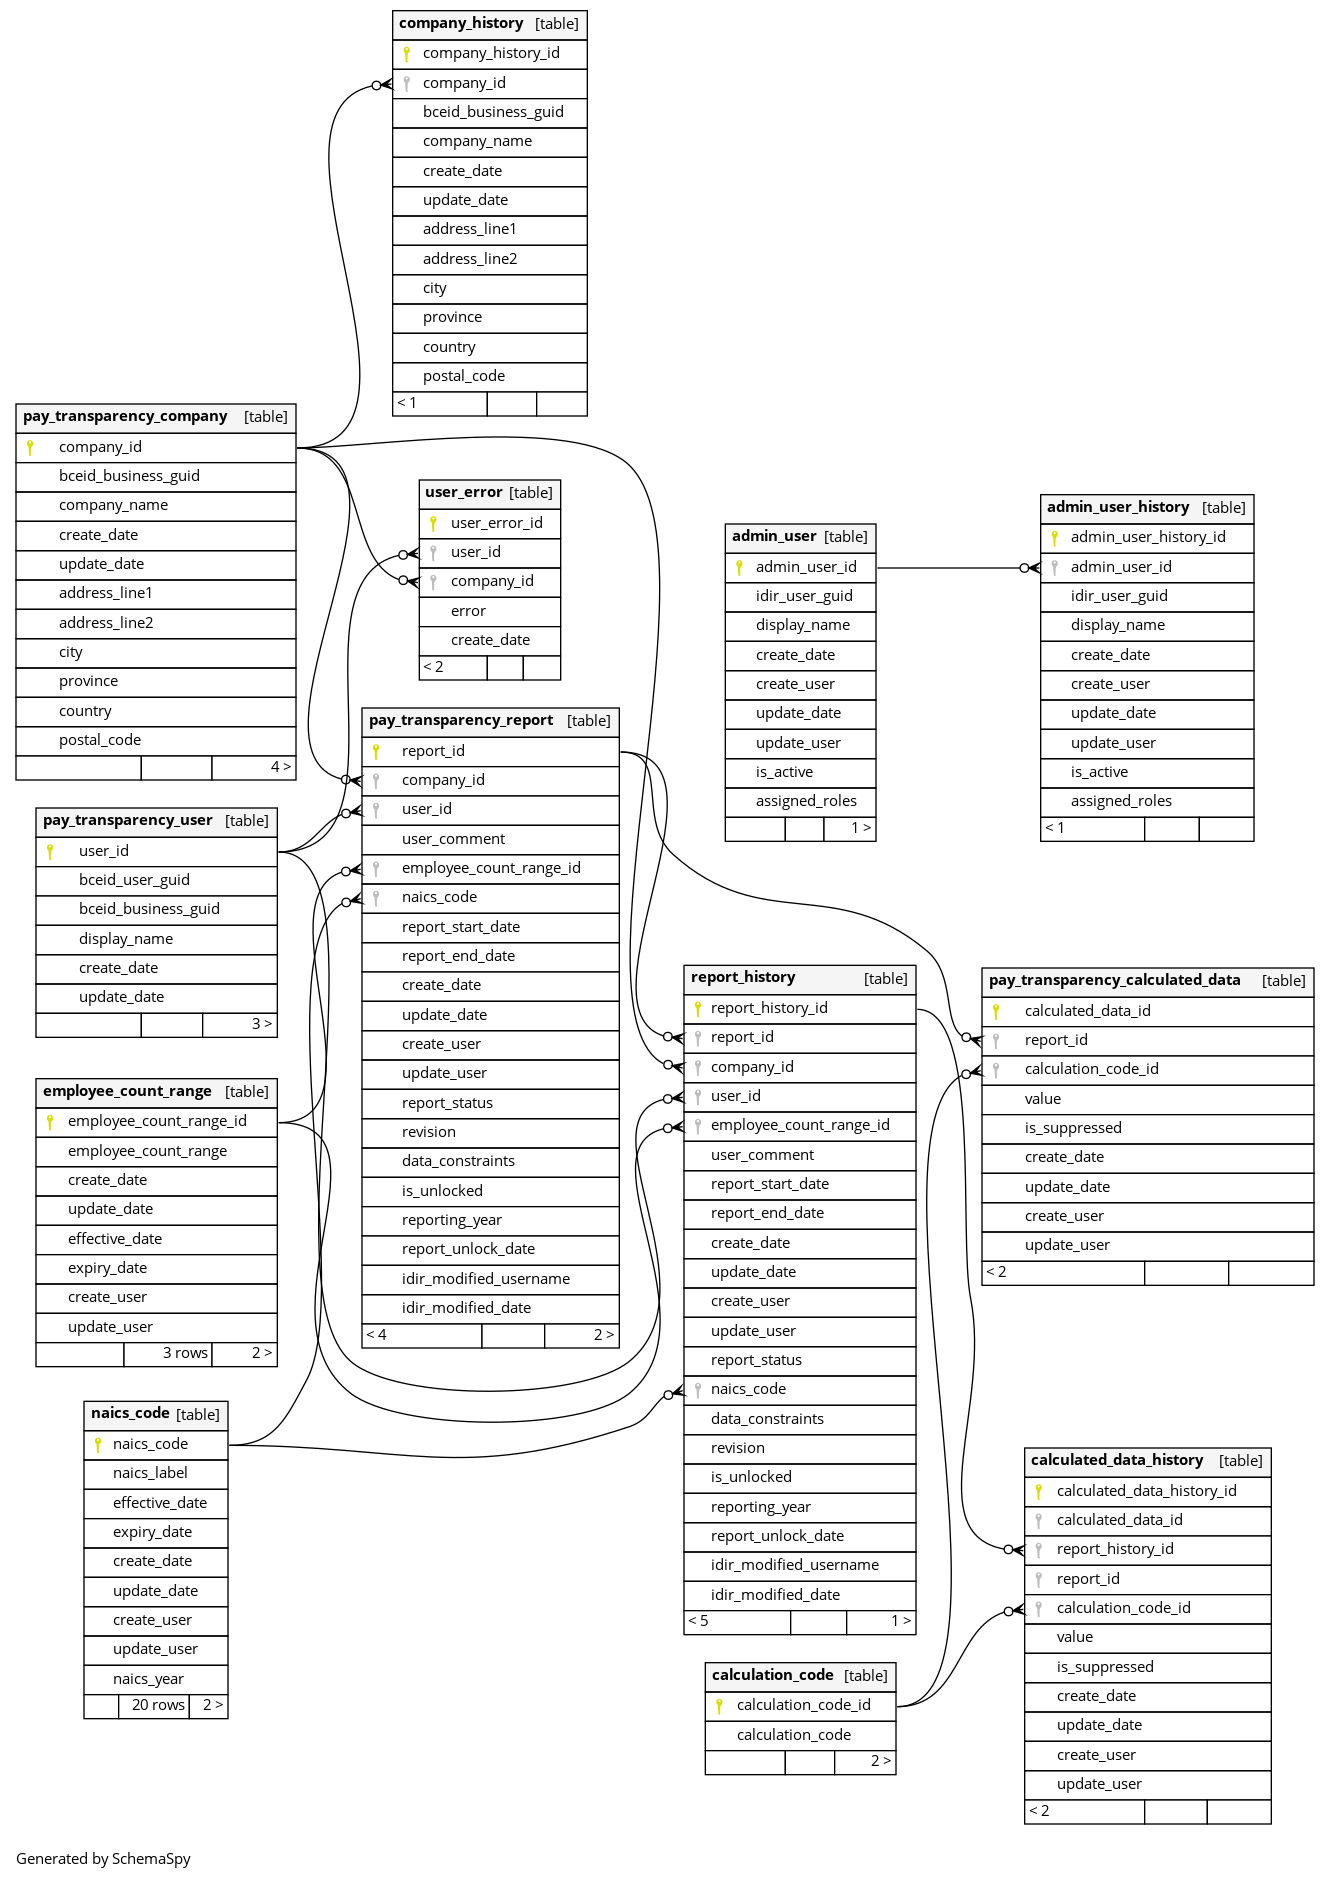 company_history [table]
company_history_id
company_id
bceid_business_guid
company_name
create_date
update_date
address_line1
address_line2
city
province
country
postal_code
< 1
pay_transparency_company [table]
company_id
bceid_business_guid
company_name
create_date
update_date
address_line1
address_line2
city
province
country
postal_code
4 >
user_error [table]
user_error_id
user_id
company_id
error
create_date
< 2
admin_user [table]
admin_user_id
idir_user_guid
display_name
create_date
create_user
update_date
update_user
is_active
assigned_roles
1 >
admin_user_history [table]
admin_user_history_id
admin_user_id
idir_user_guid
display_name
create_date
create_user
update_date
update_user
is_active
assigned_roles
< 1
pay_transparency_report [table]
report_id
company_id
user_id
user_comment
employee_count_range_id
naics_code
report_start_date
report_end_date
create_date
update_date
create_user
update_user
report_status
revision
data_constraints
is_unlocked
reporting_year
report_unlock_date
idir_modified_username
idir_modified_date
< 4 2 >
pay_transparency_user [table]
user_id
bceid_user_guid
bceid_business_guid
display_name
create_date
update_date
3 >
employee_count_range [table]
employee_count_range_id
employee_count_range
create_date
update_date
effective_date
expiry_date
create_user
update_user
3 rows 2 >
naics_code [table]
naics_code
naics_label
effective_date
expiry_date
create_date
update_date
create_user
update_user
naics_year
20 rows 2 >
report_history [table]
report_history_id
report_id
company_id
user_id
employee_count_range_id
user_comment
report_start_date
report_end_date
create_date
update_date
create_user
update_user
report_status
naics_code
data_constraints
revision
is_unlocked
reporting_year
report_unlock_date
idir_modified_username
idir_modified_date
< 5 1 >
pay_transparency_calculated_data [table]
calculated_data_id
report_id
calculation_code_id
value
is_suppressed
create_date
update_date
create_user
update_user
< 2
calculated_data_history [table]
calculated_data_history_id
calculated_data_id
report_history_id
report_id
calculation_code_id
value
is_suppressed
create_date
update_date
create_user
update_user
< 2
calculation_code [table]
calculation_code_id
calculation_code
2 >
Generated by SchemaSpy